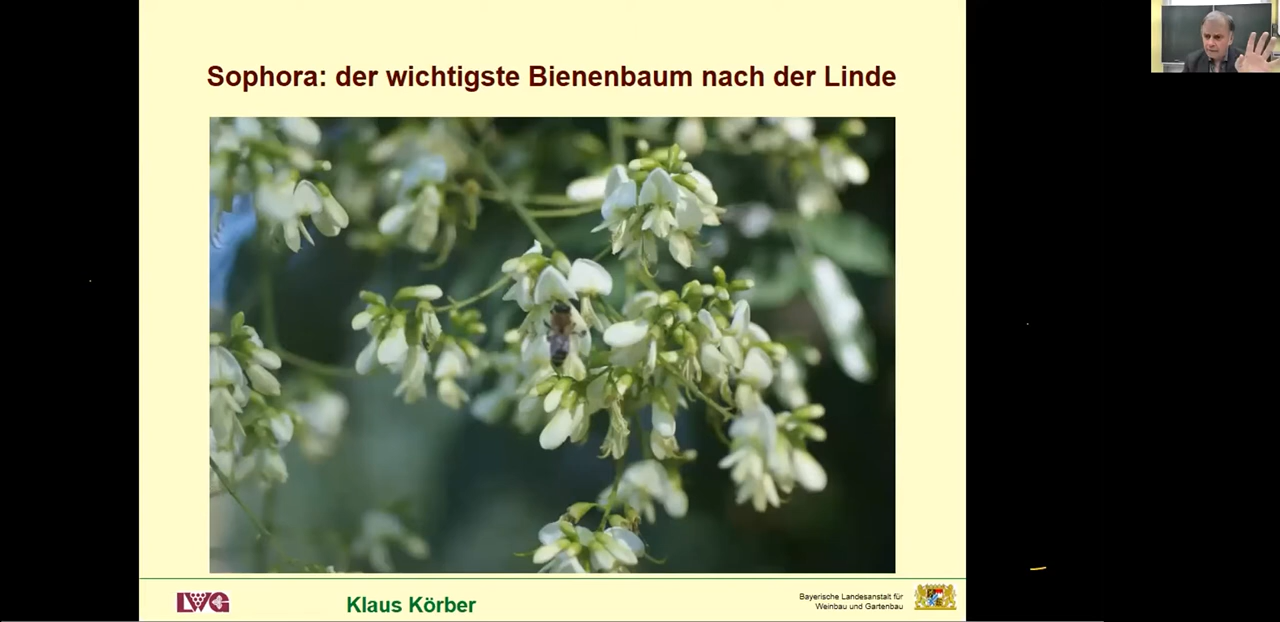 Sophora: der wichtigste Bienenbaum nach der Linde
LWG
Klaus Körber
Bayerische Landesanstalt für
Weinbau und Gartenbau